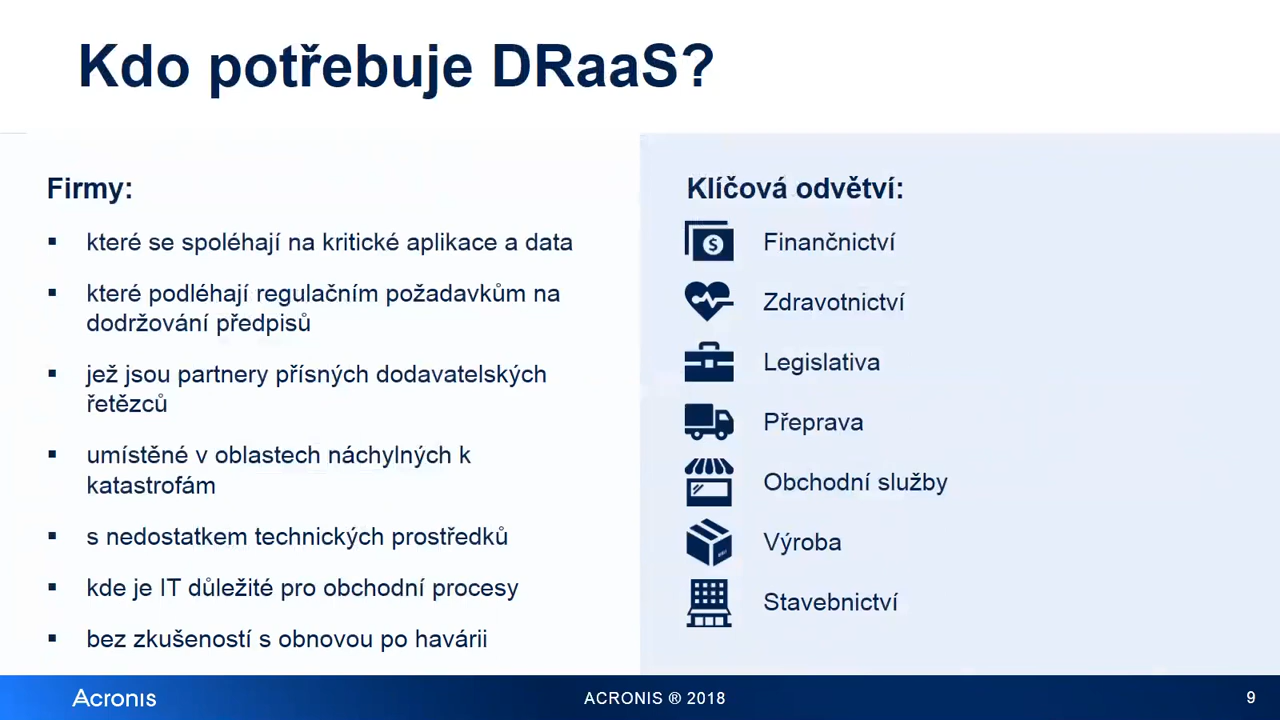 Kdo potřebuje DRaaS?
Firmy:
které se spoléhají na kritické aplikace a data
které podléhají regulačním požadavkům na
dodržování předpisů
jež jsou partnery přísných dodavatelských
řetězců
umístěné v oblastech náchylných k
katastrofám
s nedostatkem technických prostředků
kde je IT důležité pro obchodní procesy
bez zkušeností s obnovou po havárii
Klíčová odvětví:
Finančnictví
Zdravotnictví
Legislativa
Přeprava
Obchodní služby
Výroba
Stavebnictví
Acronis
ACRONIS ® 2018
9